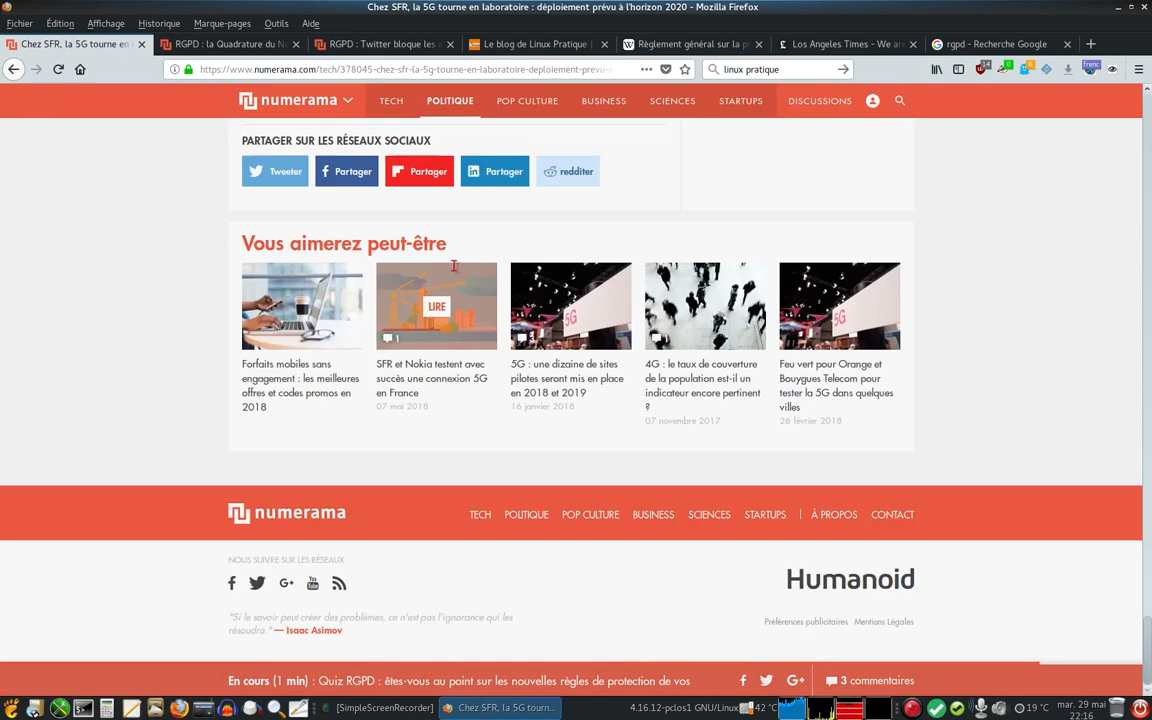 Chez SFR, la 5G tourne en laboratoire : déploiement prévu à l'horizon 2020 - Mozilla Firefox
Fichier Édition Affichage Historique Marque-pages Outils Aide
Chez SFR, la 5G tourne en RGPD : la Quadrature du N RGPD : Twitter bloque les a Le blog de Linux Pratique | Règlement général sur la p Los Angeles Times - We are rgpd - Recherche Google
https://www.numerama.com/tech/378045-chez-sfr-la-5g-tourne-en-laboratoire-deploiement-prevu- linux pratique
numerama TECH POLITIQUE POP CULTURE BUSINESS SCIENCES STARTUPS DISCUSSIONS
PARTAGER SUR LES RÉSEAUX SOCIAUX
Tweeter Partager Partager Partager redditer
Vous aimerez peut-être
LIRE
1
5G
5G
Forfaits mobiles sans
engagement : les meilleures
offres et codes promos en
2018
SFR et Nokia testent avec
succès une connexion 5G
en France
07 mai 2018
5G : une dizaine de sites
pilotes seront mis en place
en 2018 et 2019
16 janvier 2018
4G : le taux de couverture
de la population est-il un
indicateur encore pertinent
?
07 novembre 2017
Feu vert pour Orange et
Bouygues Telecom pour
tester la 5G dans quelques
villes
26 février 2018
numerama TECH POLITIQUE POP CULTURE BUSINESS SCIENCES STARTUPS | À PROPOS CONTACT
NOUS SUIVRE SUR LES RÉSEAUX
Humanoid
"Si le savoir peut créer des problèmes, ce n'est pas l'ignorance qui les
résoudra." — Isaac Asimov
Préférences publicitaires Mentions Légales
En cours (1 min) : Quiz RGPD : êtes-vous au point sur les nouvelles règles de protection de vos 3 commentaires
[SimpleScreenRecorder] Chez SFR, la 5G tourn... 4.16.12-pclos1 GNU/Linux 42 °C 19 °C mar. 29 mai
22:16